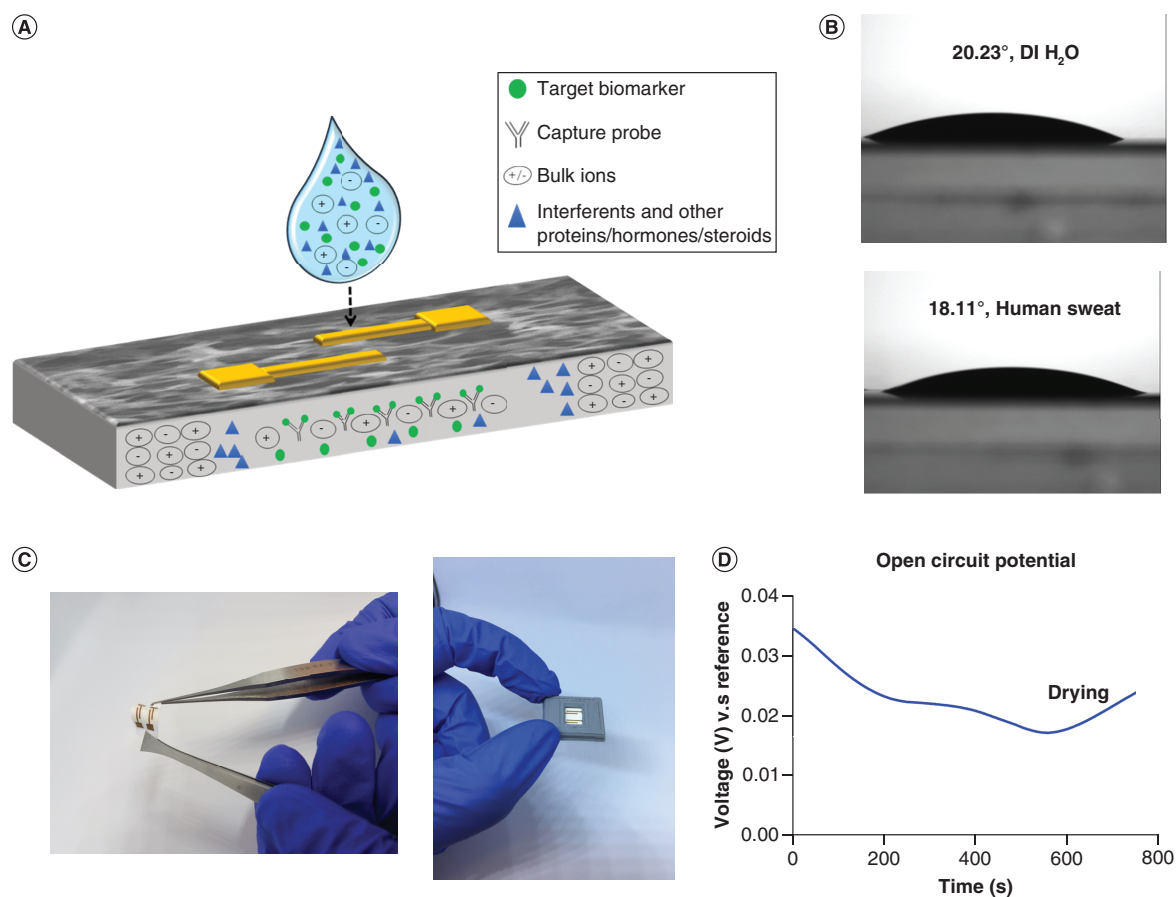 A
Target biomarker
Capture probe
+/- Bulk ions
Interferents and other
proteins/hormones/steroids
B
20.23°, DI H₂O
18.11°, Human sweat
C
D
Open circuit potential
Voltage (V) v.s reference
0.04
0.03
0.02
0.01
0.00
Drying
0
200
400
600
800
Time (s)